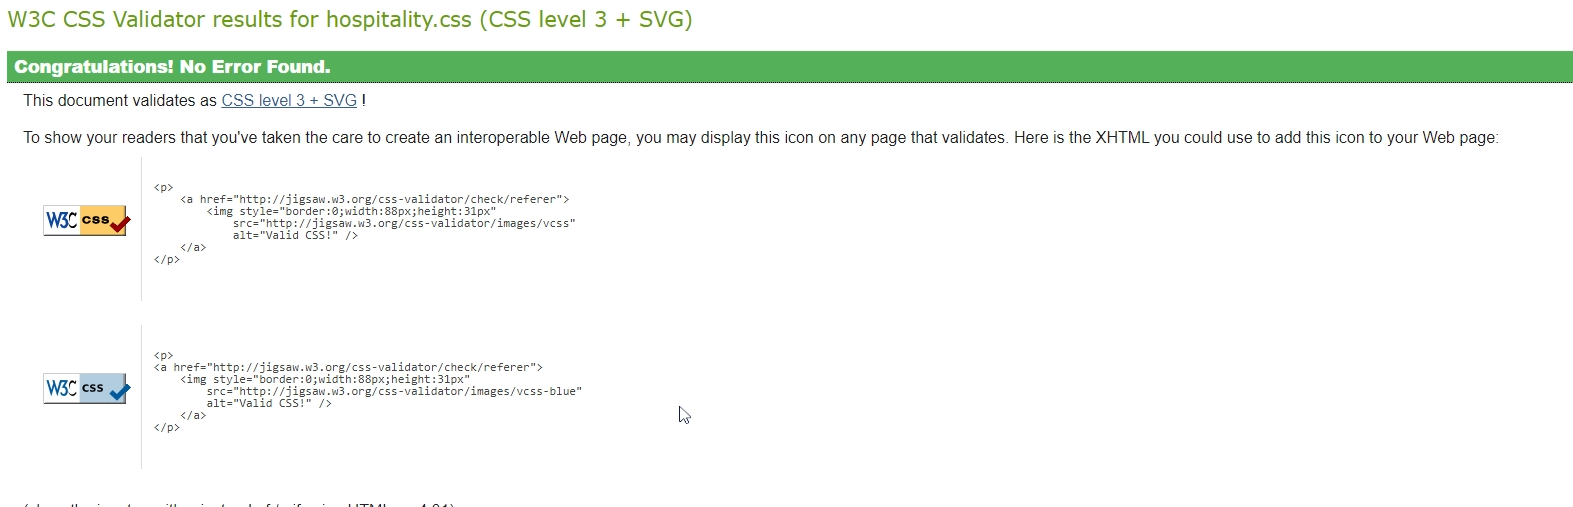 W3C CSS Validator results for hospitality.css (CSS level 3 + SVG)
Congratulations! No Error Found.
This document validates as CSS level 3 + SVG !
To show your readers that you've taken the care to create an interoperable Web page, you may display this icon on any page that validates. Here is the XHTML you could use to add this icon to your Web page:
W3C css
<p>
<a href="http://jigsaw.w3.org/css-validator/check/referer">
<img style="border:0;width:88px;height:31px"
src="http://jigsaw.w3.org/css-validator/images/vcss"
alt="Valid CSS!" />
</a>
</p>
W3C css
<p>
<a href="http://jigsaw.w3.org/css-validator/check/referer">
<img style="border:0;width:88px;height:31px"
src="http://jigsaw.w3.org/css-validator/images/vcss-blue"
alt="Valid CSS!" />
</a>
</p>